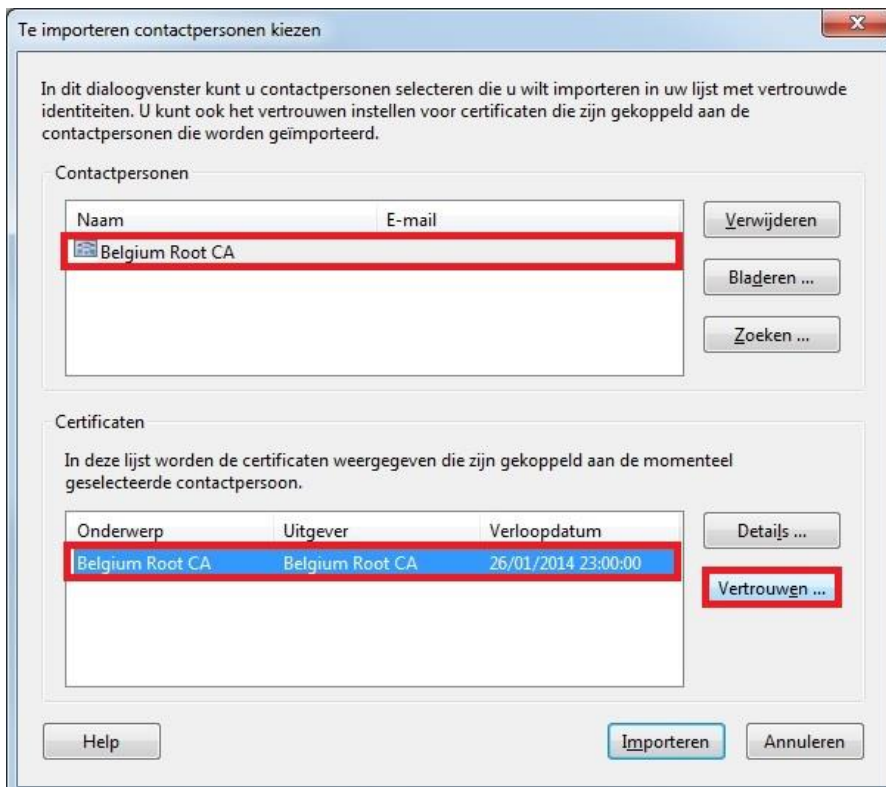 Te importeren contactpersonen kiezen
In dit dialoogvenster kunt u contactpersonen selecteren die u wilt importeren in uw lijst met vertrouwde
identiteiten. U kunt ook het vertrouwen instellen voor certificaten die zijn gekoppeld aan de
contactpersonen die worden geïmporteerd.
Contactpersonen
Naam E-mail
Belgium Root CA
Verwijderen
Bladeren ...
Zoeken ...
Certificaten
In deze lijst worden de certificaten weergegeven die zijn gekoppeld aan de momenteel
geselecteerde contactpersoon.
Onderwerp Uitgever Verloopdatum
Belgium Root CA Belgium Root CA 26/01/2014 23:00:00
Details ...
Vertrouwen ...
Help Importeren Annuleren